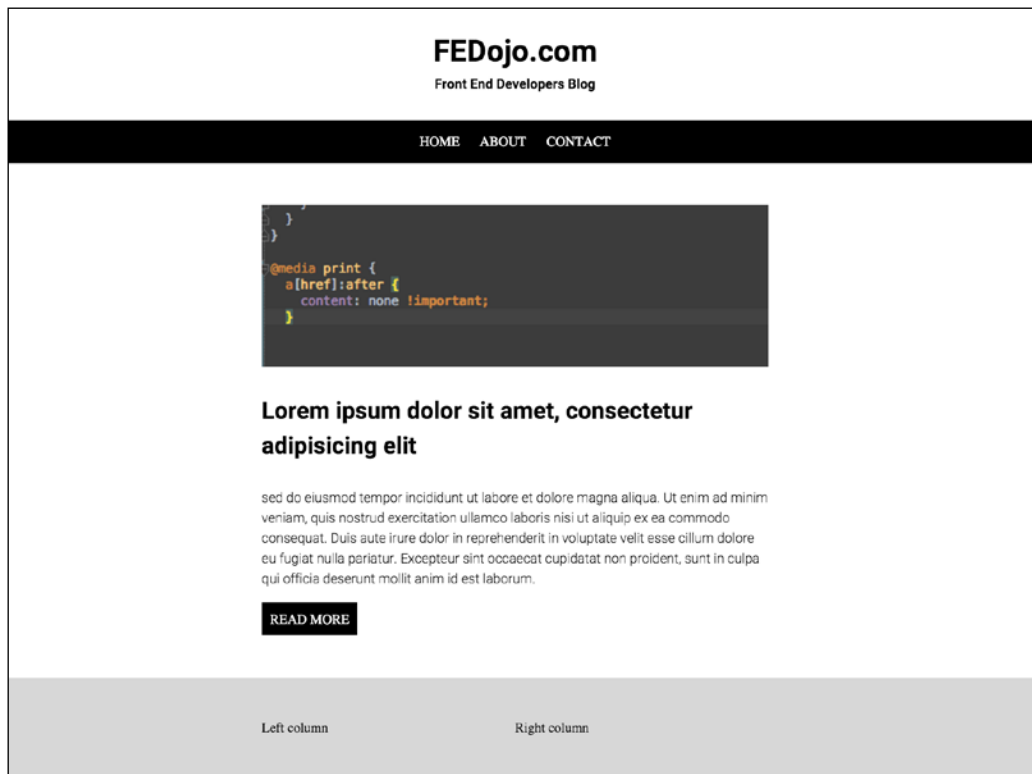 FEDojo.com
Front End Developers Blog
HOME ABOUT CONTACT
}
}
@media print {
a[href]:after {
content: none !important;
}
Lorem ipsum dolor sit amet, consectetur
adipisicing elit
sed do eiusmod tempor incididunt ut labore et dolore magna aliqua. Ut enim ad minim
veniam, quis nostrud exercitation ullamco laboris nisi ut aliquip ex ea commodo
consequat. Duis aute irure dolor in reprehenderit in voluptate velit esse cillum dolore
eu fugiat nulla pariatur. Excepteur sint occaecat cupidatat non proident, sunt in culpa
qui officia deserunt mollit anim id est laborum.
READ MORE
Left column Right column